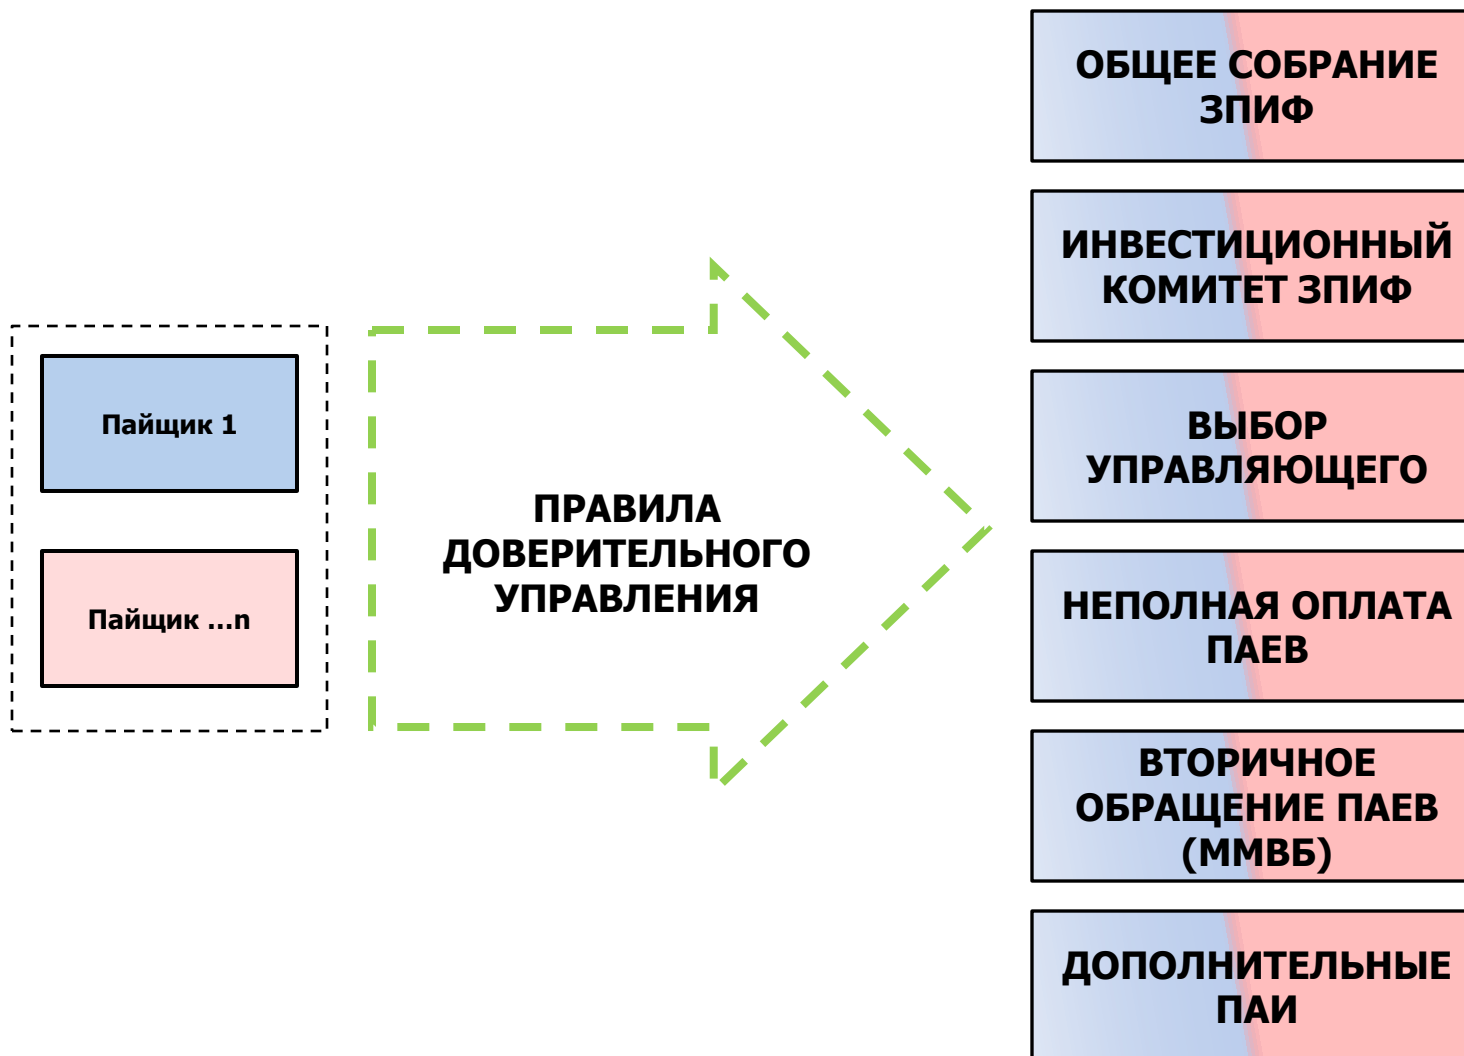 Пайщик 1
Пайщик ...n
ПРАВИЛА
ДОВЕРИТЕЛЬНОГО
УПРАВЛЕНИЯ
ОБЩЕЕ СОБРАНИЕ
ЗПИФ
ИНВЕСТИЦИОННЫЙ
КОМИТЕТ ЗПИФ
ВЫБОР
УПРАВЛЯЮЩЕГО
НЕПОЛНАЯ ОПЛАТА
ПАЕВ
ВТОРИЧНОЕ
ОБРАЩЕНИЕ ПАЕВ
(ММВБ)
ДОПОЛНИТЕЛЬНЫЕ
ПАИ